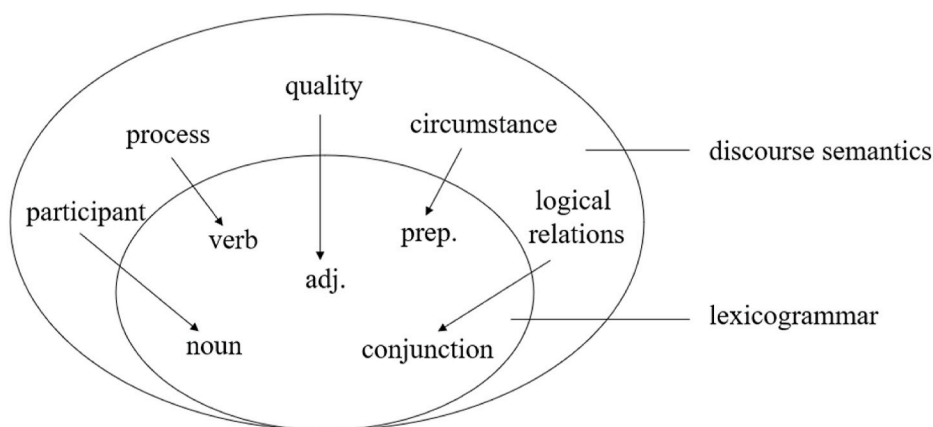 quality
process
circumstance
discourse semantics
participant
logical
relations
verb
prep.
adj.
lexicogrammar
noun
conjunction